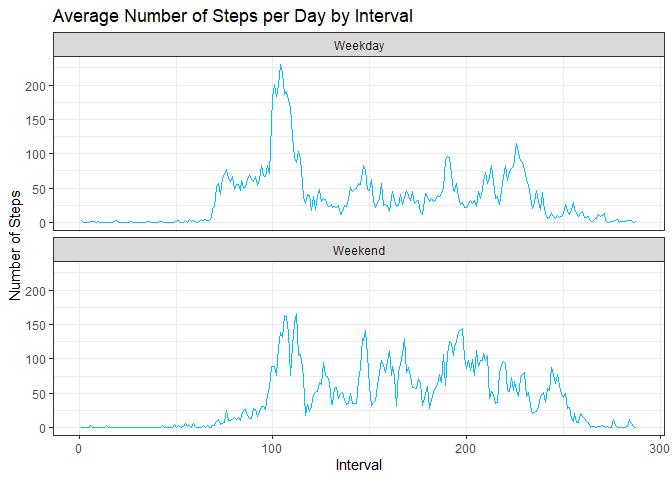 Average Number of Steps per Day by Interval
Weekday
200
150
100
50
0
Number of Steps
Weekend
200
150
100
50
0
0 100 200 300
Interval